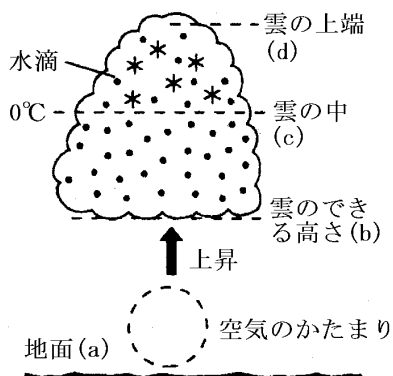 雲の上端
(d)
水滴
0℃
雲の中
(c)
雲のでき
る高さ(b)
上昇
空気のかたまり
地面(a)